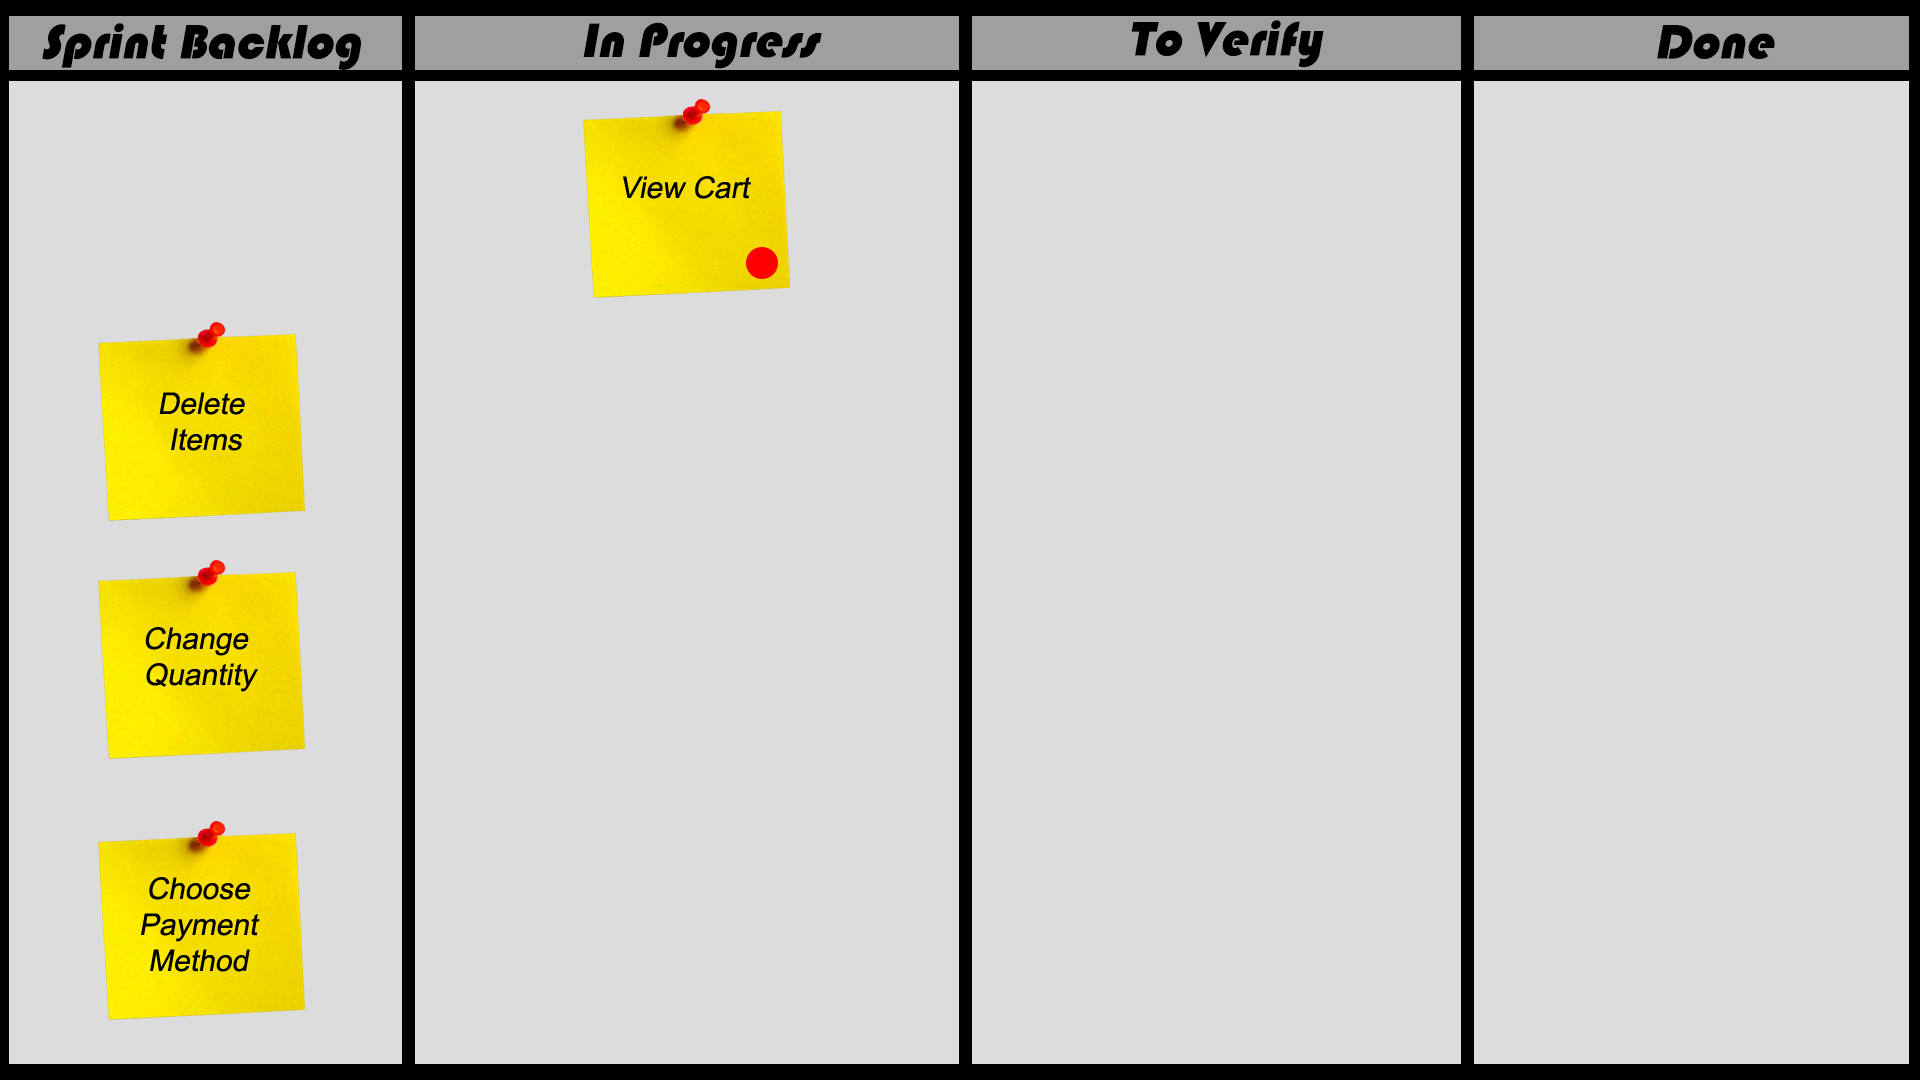 Sprint Backlog
In Progress
To Verify
Done
View Cart
Delete
Items
Change
Quantity
Choose
Payment
Method